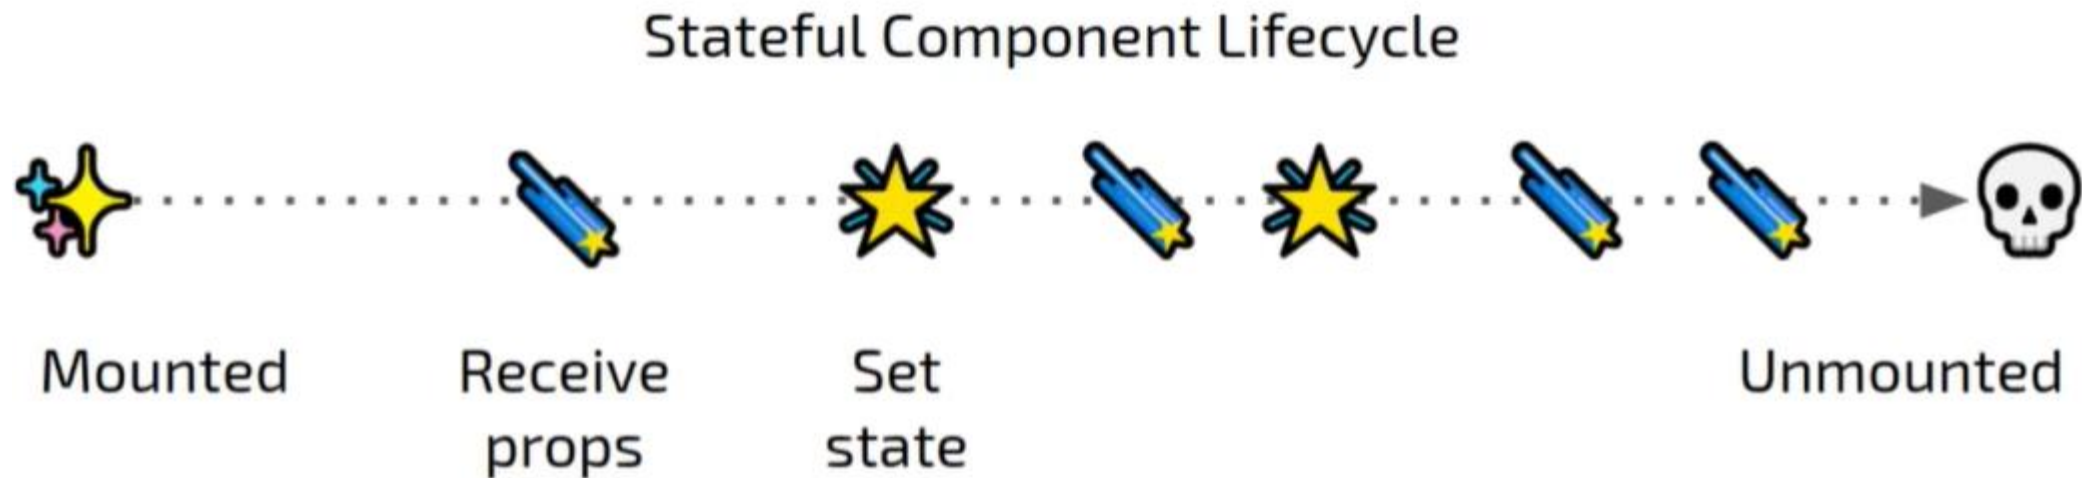 Stateful Component Lifecycle
Mounted
Receive
props
Set
state
Unmounted